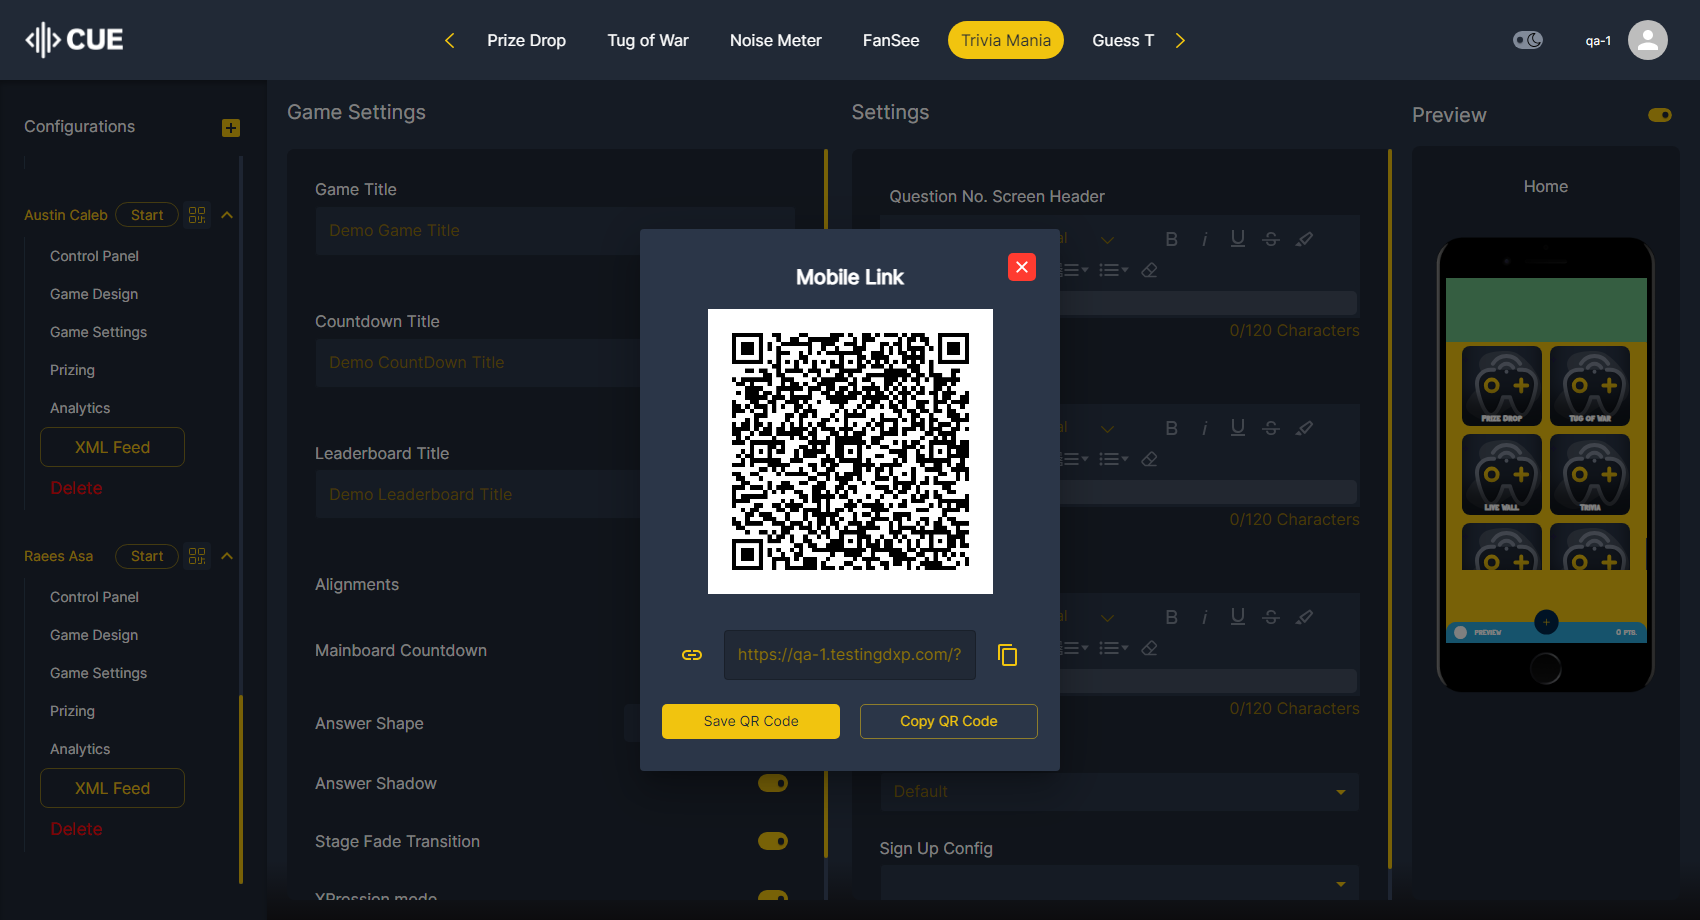 CUE
Prize Drop
Tug of War
Noise Meter
FanSee
Trivia Mania
Guess T
qa-1
Configurations
Austin Caleb
Start
Control Panel
Game Design
Game Settings
Prizing
Analytics
XML Feed
Delete
Raees Asa
Start
Control Panel
Game Design
Game Settings
Prizing
Analytics
XML Feed
Delete
Game Settings
Game Title
Demo Game Title
Countdown Title
Demo CountDown Title
Leaderboard Title
Demo Leaderboard Title
Alignments
Mainboard Countdown
Answer Shape
Answer Shadow
Stage Fade Transition
XPression mode
Mobile Link
https://qa-1.testingdxp.com/?
Save QR Code
Copy QR Code
Settings
Question No. Screen Header
al
B i U S
0/120 Characters
al
B i U S
0/120 Characters
al
B i U S
0/120 Characters
Default
Sign Up Config
Preview
Home
Prize Drop
Tug of War
Live Wall
Trivia
PREVIEW
0 PTS.